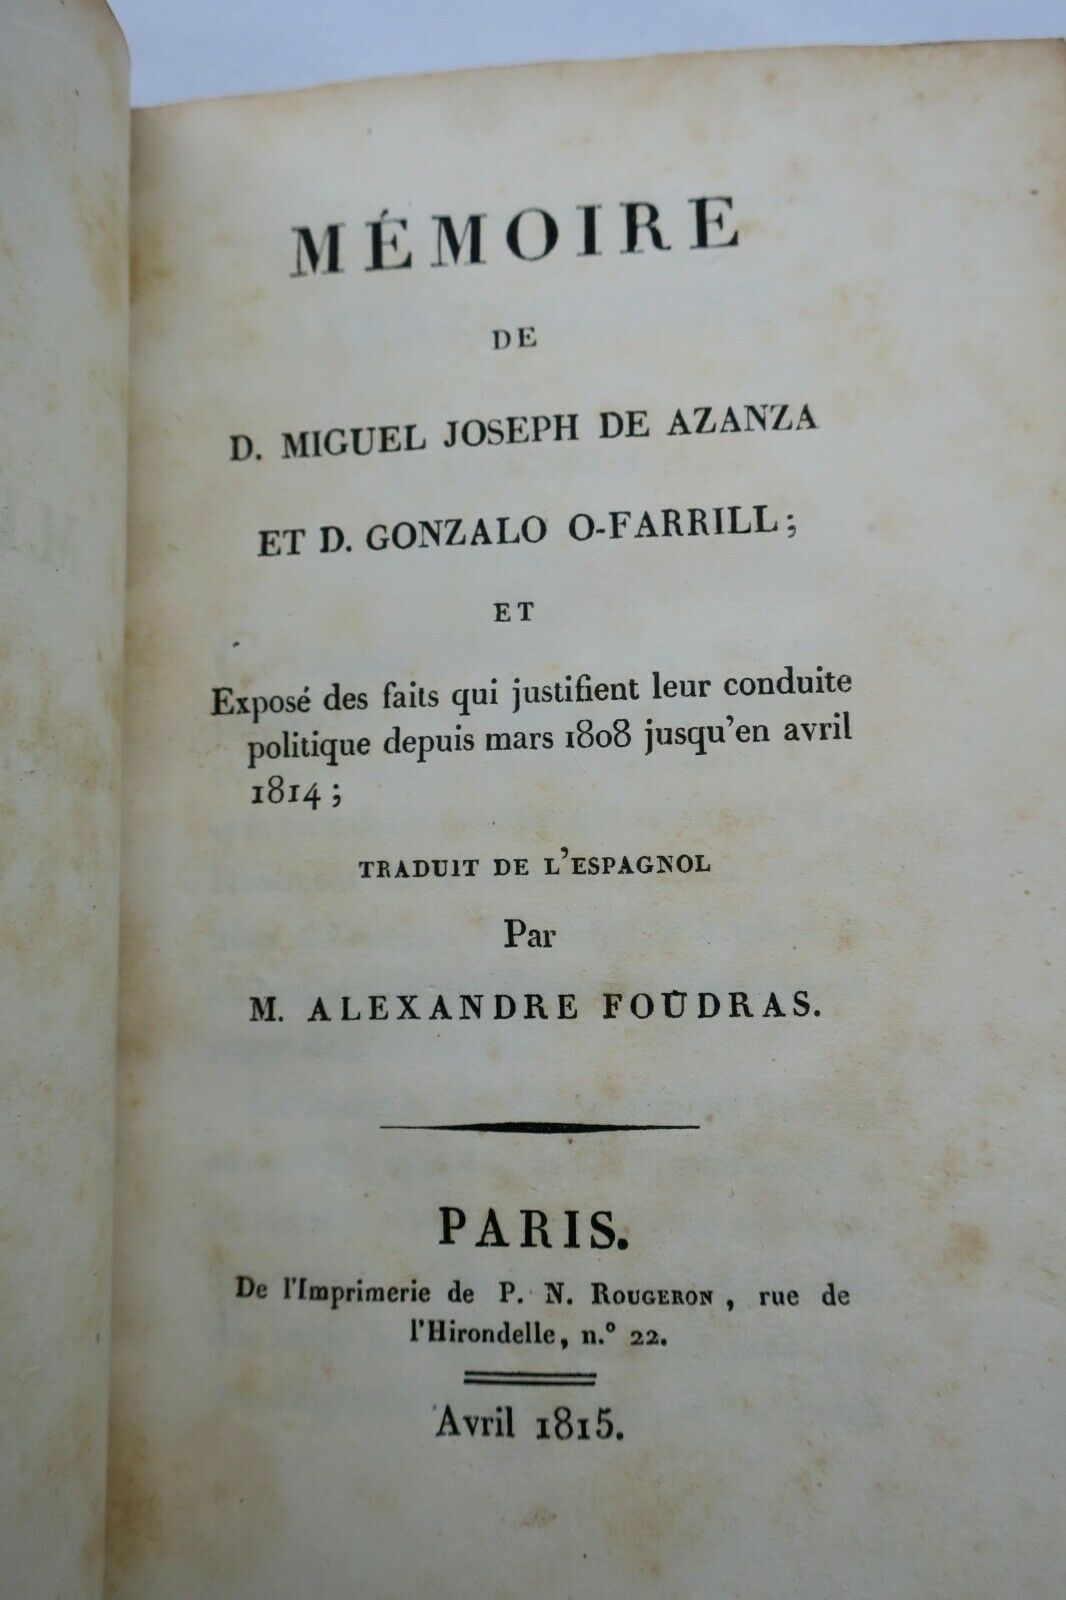 MÉMOIRE
DE
D. MIGUEL JOSEPH DE AZANZA
ET D. GONZALO O-FARRILL;
ET
Exposé des faits qui justifient leur conduite
politique depuis mars 1808 jusqu'en avril
1814;
TRADUIT DE L'ESPAGNOL
Par
M. ALEXANDRE FOUDRAS.
PARIS.
De l'Imprimerie de P. N. ROUGERON, rue de
l'Hirondelle, n.° 22.
Avril 1815.